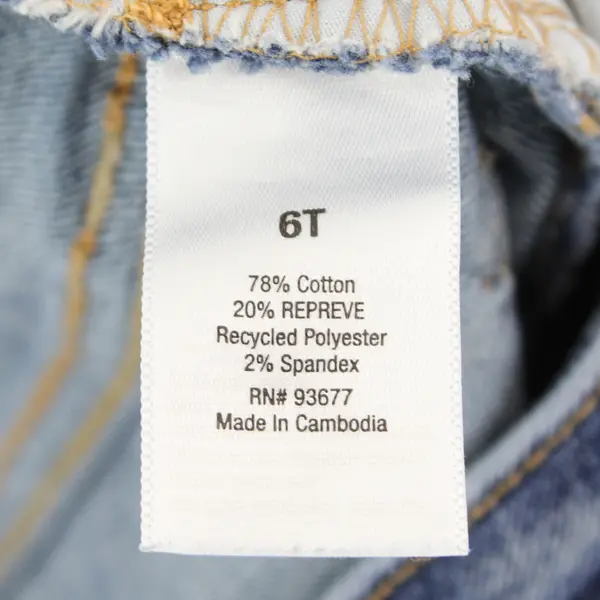 6T
78% Cotton
20% REPREVE
Recycled Polyester
2% Spandex
RN# 93677
Made In Cambodia